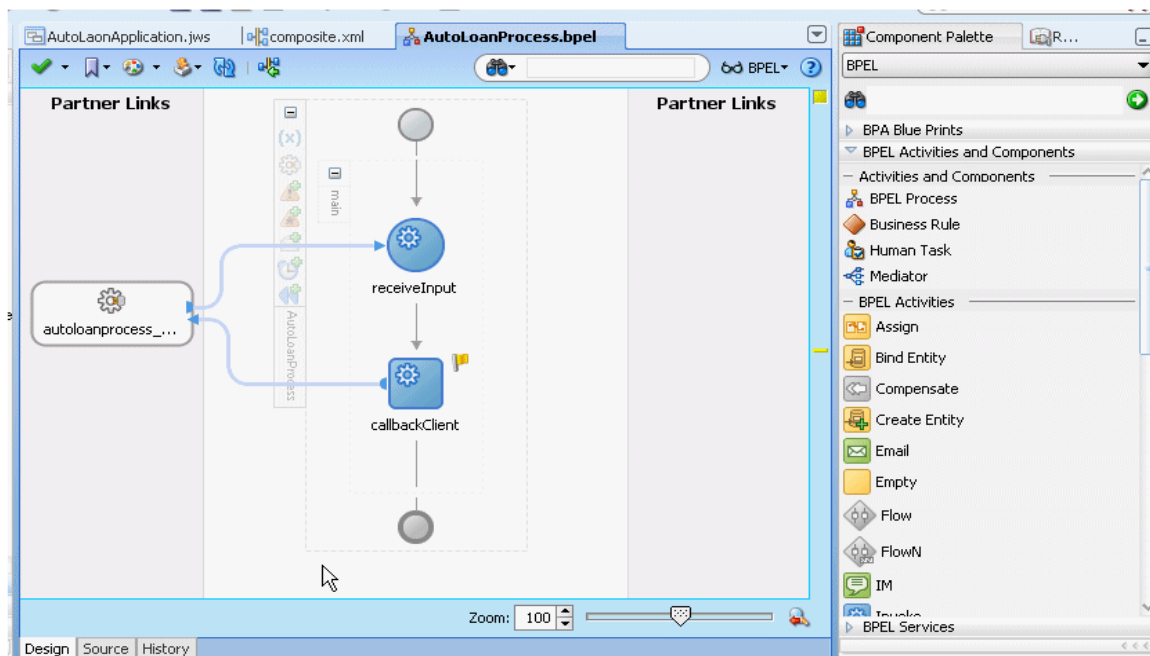 AutoLaonApplication.jws
composite.xml
AutoLoanProcess.bpel
BPEL
Partner Links
Partner Links
main
receiveInput
autoloanprocess_...
AutoLoanProcess
callbackClient
Zoom: 100
Design
Source
History
Component Palette
R...
BPEL
BPA Blue Prints
BPEL Activities and Components
Activities and Components
BPEL Process
Business Rule
Human Task
Mediator
BPEL Activities
Assign
Bind Entity
Compensate
Create Entity
Email
Empty
Flow
FlowN
IM
Invoke
BPEL Services